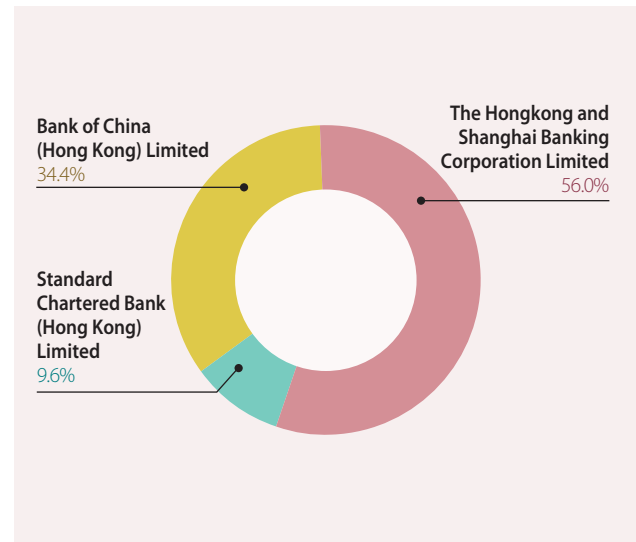 Bank of China
(Hong Kong) Limited
34.4%
The Hongkong and
Shanghai Banking
Corporation Limited
56.0%
Standard
Chartered Bank
(Hong Kong)
Limited
9.6%